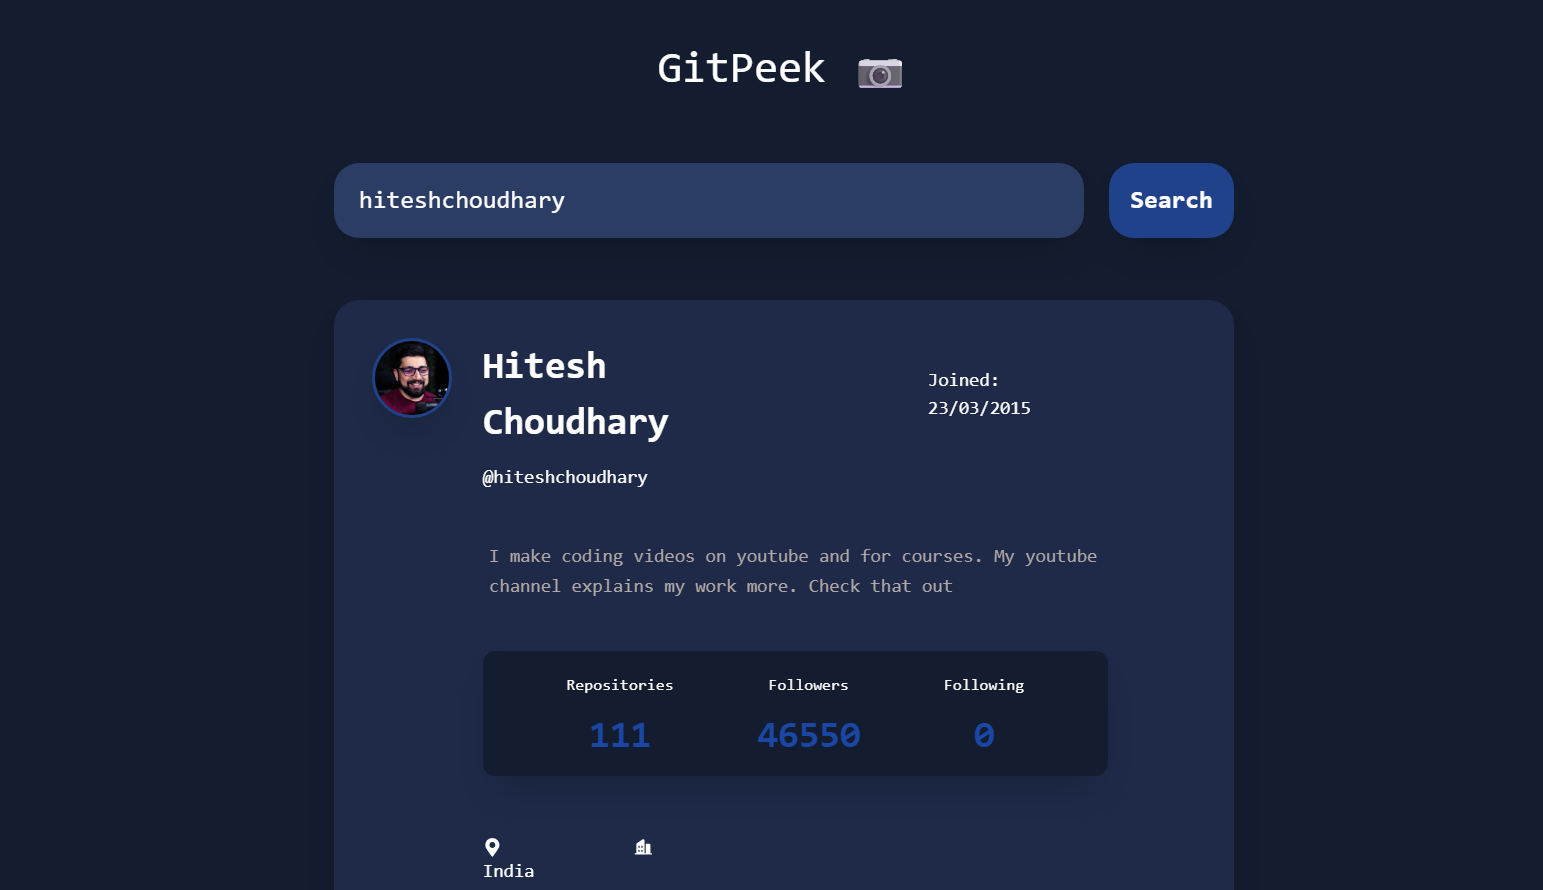 GitPeek
hiteshchoudhary
Search
Hitesh
Choudhary
Joined:
23/03/2015
@hiteshchoudhary
I make coding videos on youtube and for courses. My youtube
channel explains my work more. Check that out
Repositories Followers Following
111 46550 0
India